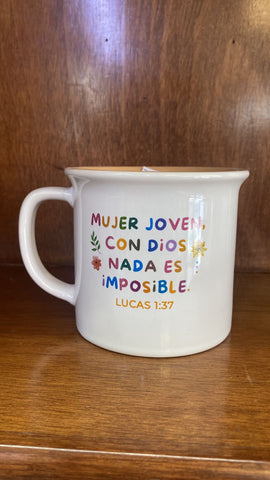 MUJER JOVEN,
CON DiOS
NADA ES
iMPOSiBLE.
LUCAS 1:37